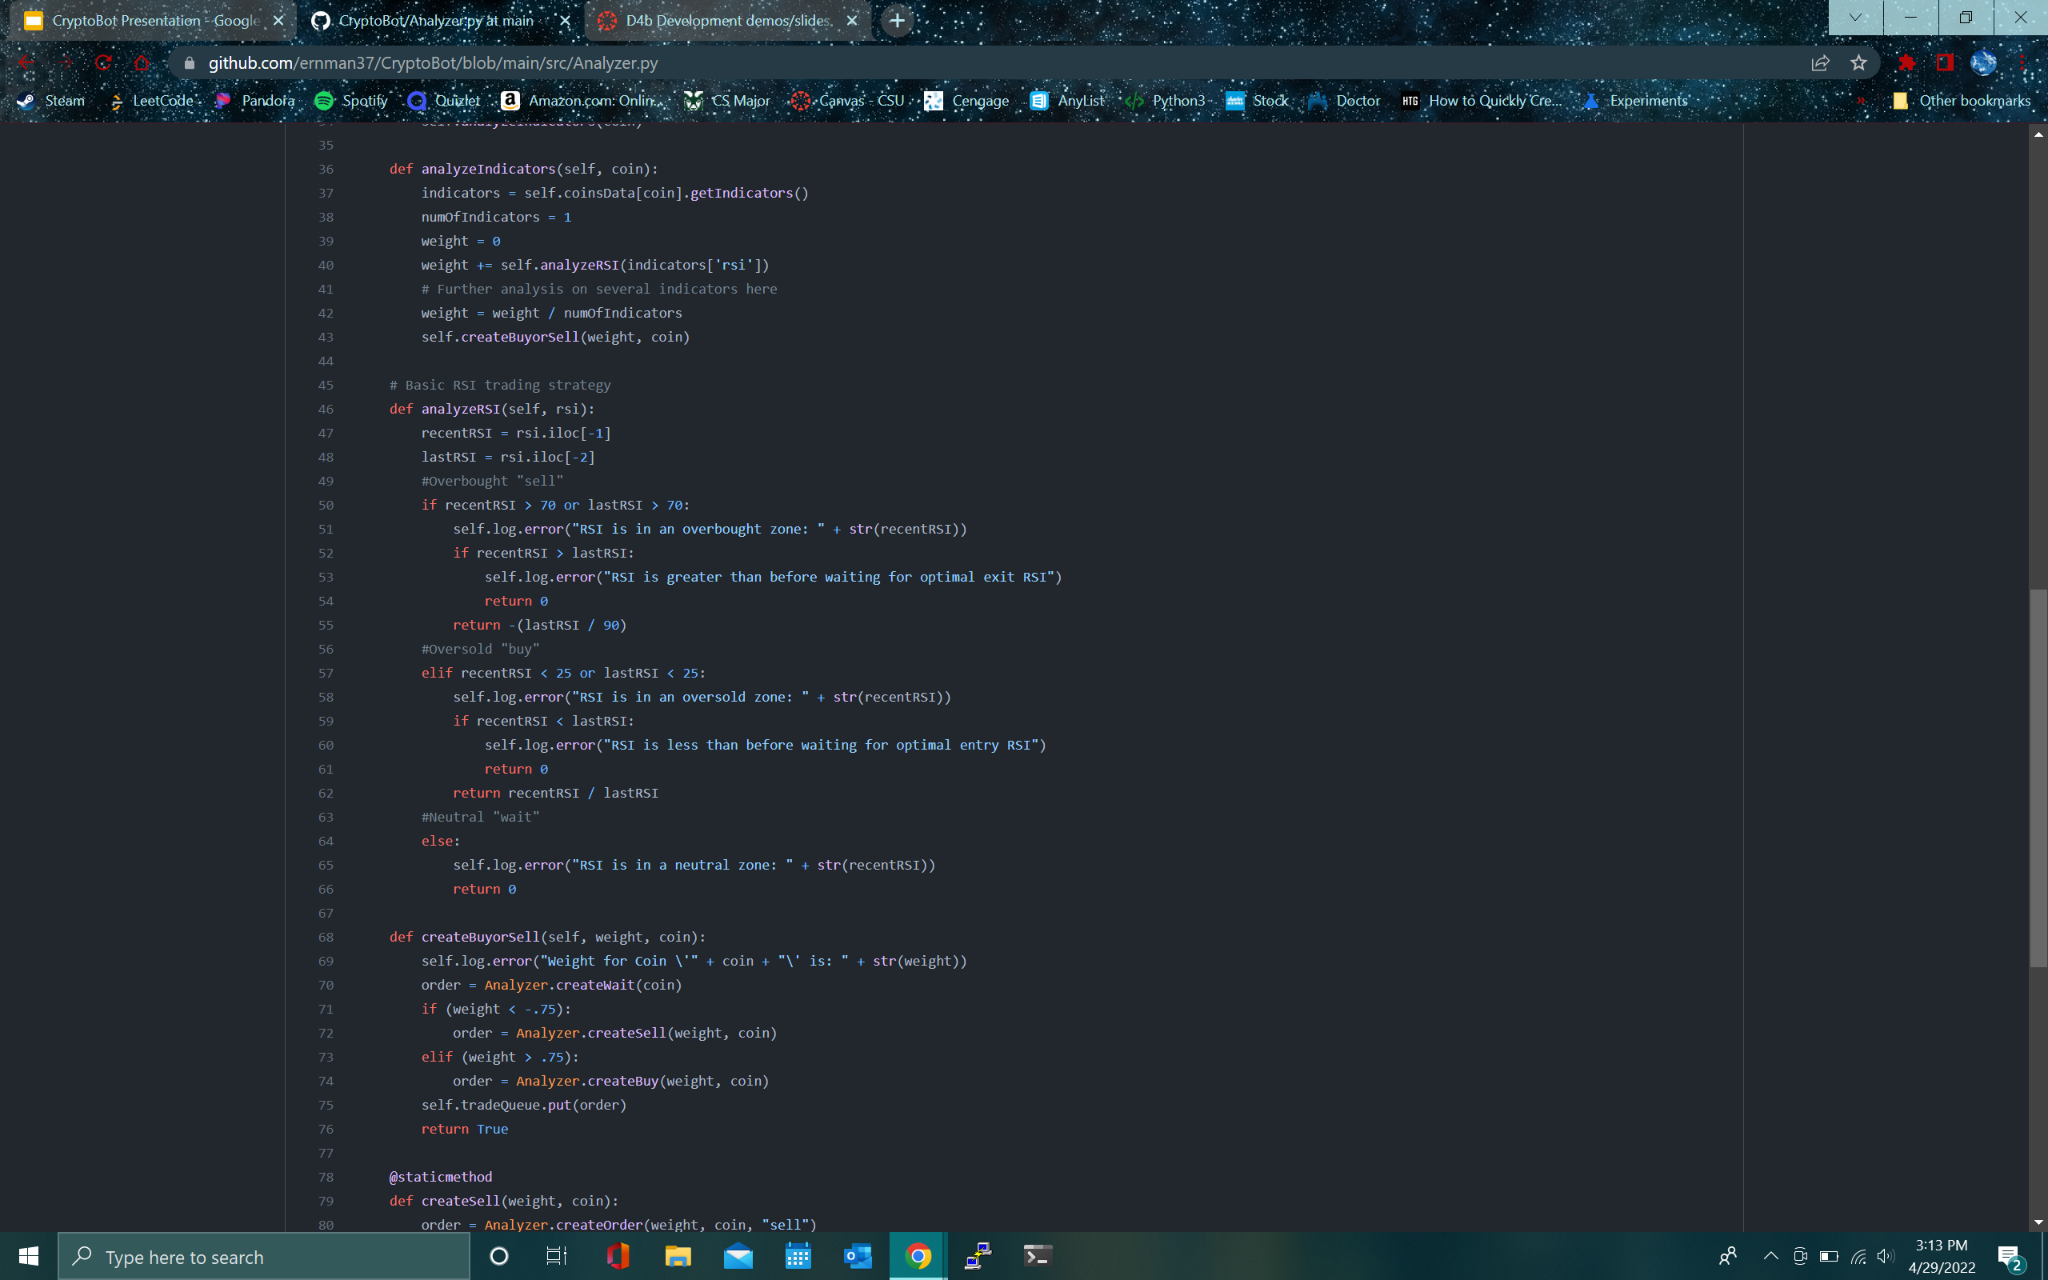 CryptoBot Presentation - Google
CryptoBot/Analyzer.py at main
D4b Development demos/slides,
github.com/ernman37/CryptoBot/blob/main/src/Analyzer.py
Steam LeetCode Pandora Spotify Quizlet Amazon.com: Onlin... CS Major Canvas - CSU Cengage AnyList Python3 Stock Doctor HTG How to Quickly Cre... Experiments » Other bookmarks
35
36 def analyzeIndicators(self, coin):
37 indicators = self.coinsData[coin].getIndicators()
38 numOfIndicators = 1
39 weight = 0
40 weight += self.analyzeRSI(indicators['rsi'])
41 # Further analysis on several indicators here
42 weight = weight / numOfIndicators
43 self.createBuyorSell(weight, coin)
44
45 # Basic RSI trading strategy
46 def analyzeRSI(self, rsi):
47 recentRSI = rsi.iloc[-1]
48 lastRSI = rsi.iloc[-2]
49 #Overbought "sell"
50 if recentRSI > 70 or lastRSI > 70:
51 self.log.error("RSI is in an overbought zone: " + str(recentRSI))
52 if recentRSI > lastRSI:
53 self.log.error("RSI is greater than before waiting for optimal exit RSI")
54 return 0
55 return -(lastRSI / 90)
56 #Oversold "buy"
57 elif recentRSI < 25 or lastRSI < 25:
58 self.log.error("RSI is in an oversold zone: " + str(recentRSI))
59 if recentRSI < lastRSI:
60 self.log.error("RSI is less than before waiting for optimal entry RSI")
61 return 0
62 return recentRSI / lastRSI
63 #Neutral "wait"
64 else:
65 self.log.error("RSI is in a neutral zone: " + str(recentRSI))
66 return 0
67
68 def createBuyorSell(self, weight, coin):
69 self.log.error("Weight for Coin \'" + coin + "\' is: " + str(weight))
70 order = Analyzer.createWait(coin)
71 if (weight < -.75):
72 order = Analyzer.createSell(weight, coin)
73 elif (weight > .75):
74 order = Analyzer.createBuy(weight, coin)
75 self.tradeQueue.put(order)
76 return True
77
78 @staticmethod
79 def createSell(weight, coin):
80 order = Analyzer.createOrder(weight, coin, "sell")
Type here to search
3:13 PM
4/29/2022
2